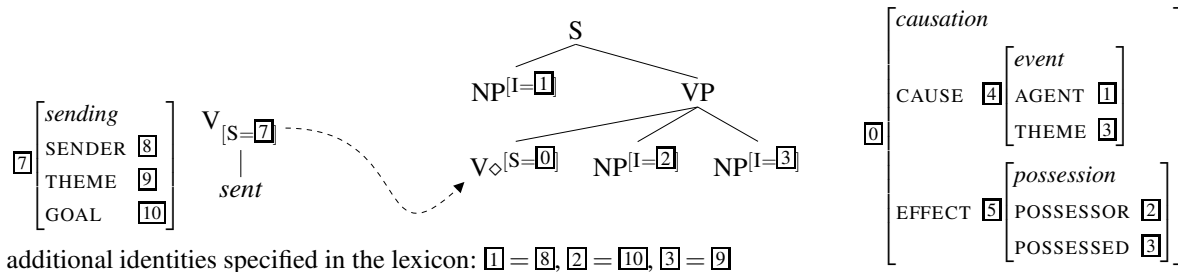 S
NP[I=1] VP
V◇[S=0] NP[I=2] NP[I=3]
V[S=7]
sent
7 sending
SENDER 8
THEME 9
GOAL 10
0 causation
CAUSE 4 event
AGENT 1
THEME 3
EFFECT 5 possession
POSSESSOR 2
POSSESSED 3
additional identities specified in the lexicon: 1 = 8, 2 = 10, 3 = 9